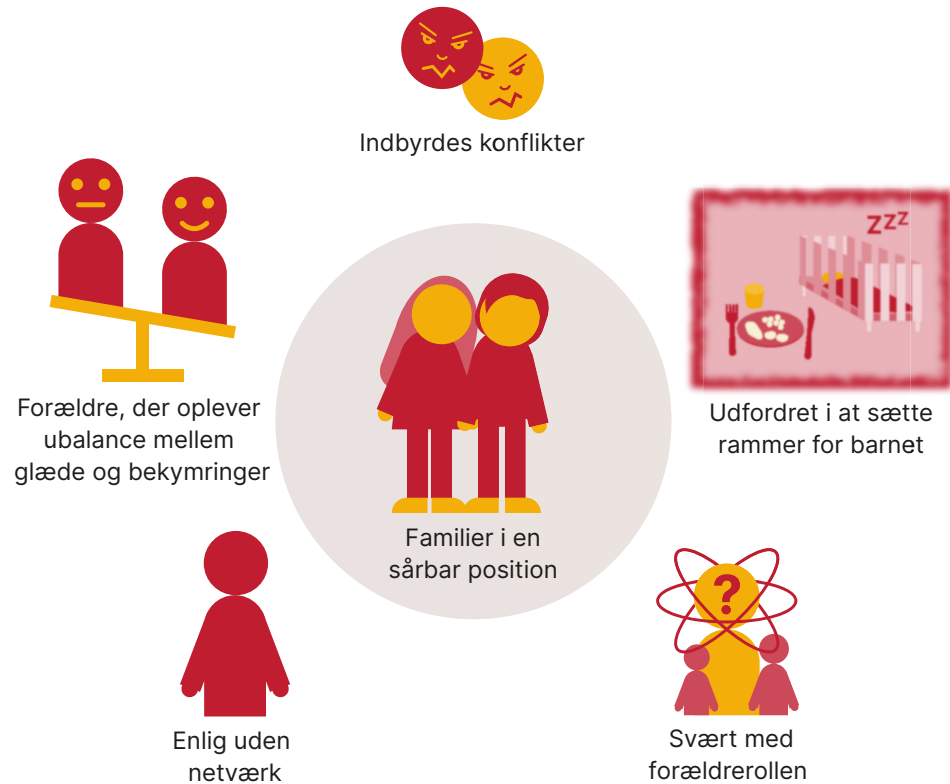 Indbyrdes konflikter
zzz
Forældre, der oplever
ubalance mellem
glæde og bekymringer
Udfordret i at sætte
rammer for barnet
Familier i en
sårbar position
?
Enlig uden
netværk
Svært med
forældrerollen